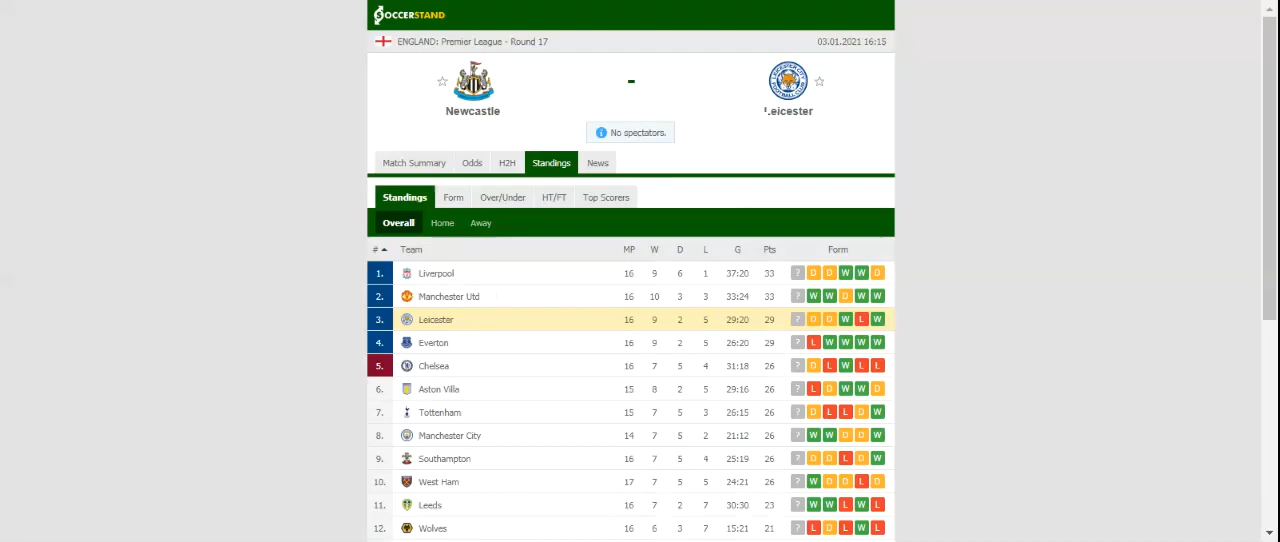 SOCCERSTAND
ENGLAND: Premier League - Round 17 03.01.2021 16:15
-
Newcastle Leicester
No spectators.
Match Summary Odds H2H Standings News
Standings Form Over/Under HT/FT Top Scorers
Overall Home Away
# Team MP W D L G Pts Form
1. Liverpool 16 9 6 1 37:20 33 ? D D W W D
2. Manchester Utd 16 10 3 3 33:24 33 ? W W D W W
3. Leicester 16 9 2 5 29:20 29 ? D D W L W
4. Everton 16 9 2 5 26:20 29 ? L W W W W
5. Chelsea 16 7 5 4 31:18 26 ? D L W L L
6. Aston Villa 15 8 2 5 29:16 26 ? L D W W D
7. Tottenham 15 7 5 3 26:15 26 ? D L L D W
8. Manchester City 14 7 5 2 21:12 26 ? W W D D W
9. Southampton 16 7 5 4 25:19 26 ? D D L D W
10. West Ham 17 7 5 5 24:21 26 ? W D D L D
11. Leeds 16 7 2 7 30:30 23 ? W W L W L
12. Wolves 16 6 3 7 15:21 21 ? L D L W L